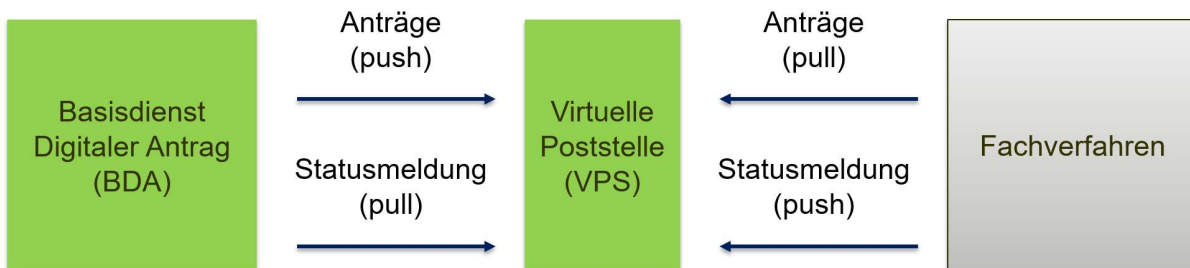 Basisdienst
Digitaler Antrag
(BDA)
Anträge
(push)
Statusmeldung
(pull)
Virtuelle
Poststelle
(VPS)
Anträge
(pull)
Statusmeldung
(push)
Fachverfahren